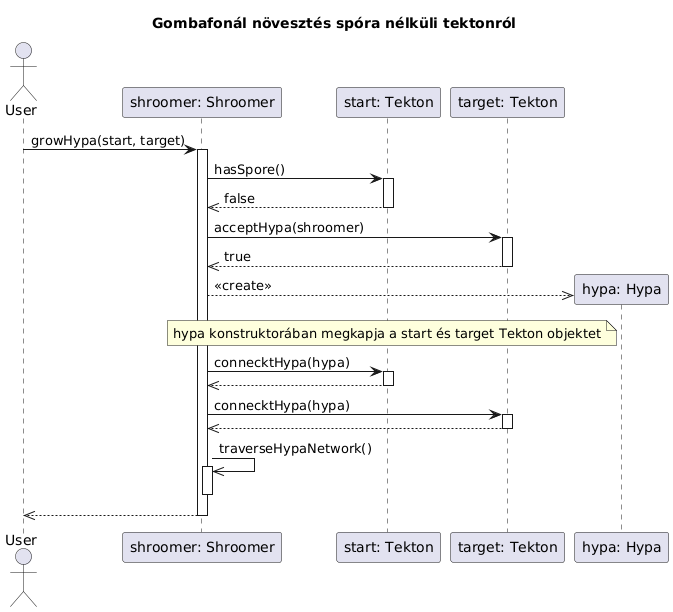 Gombafonál növesztés spóra nélküli tektonról
User
shroomer: Shroomer
start: Tekton
target: Tekton
growHypa(start, target)
hasSpore()
false
acceptHypa(shroomer)
true
«create»
hypa: Hypa
hypa konstruktorában megkapja a start és target Tekton objektet
connecktHypa(hypa)
connecktHypa(hypa)
traverseHypaNetwork()
User
shroomer: Shroomer
start: Tekton
target: Tekton
hypa: Hypa